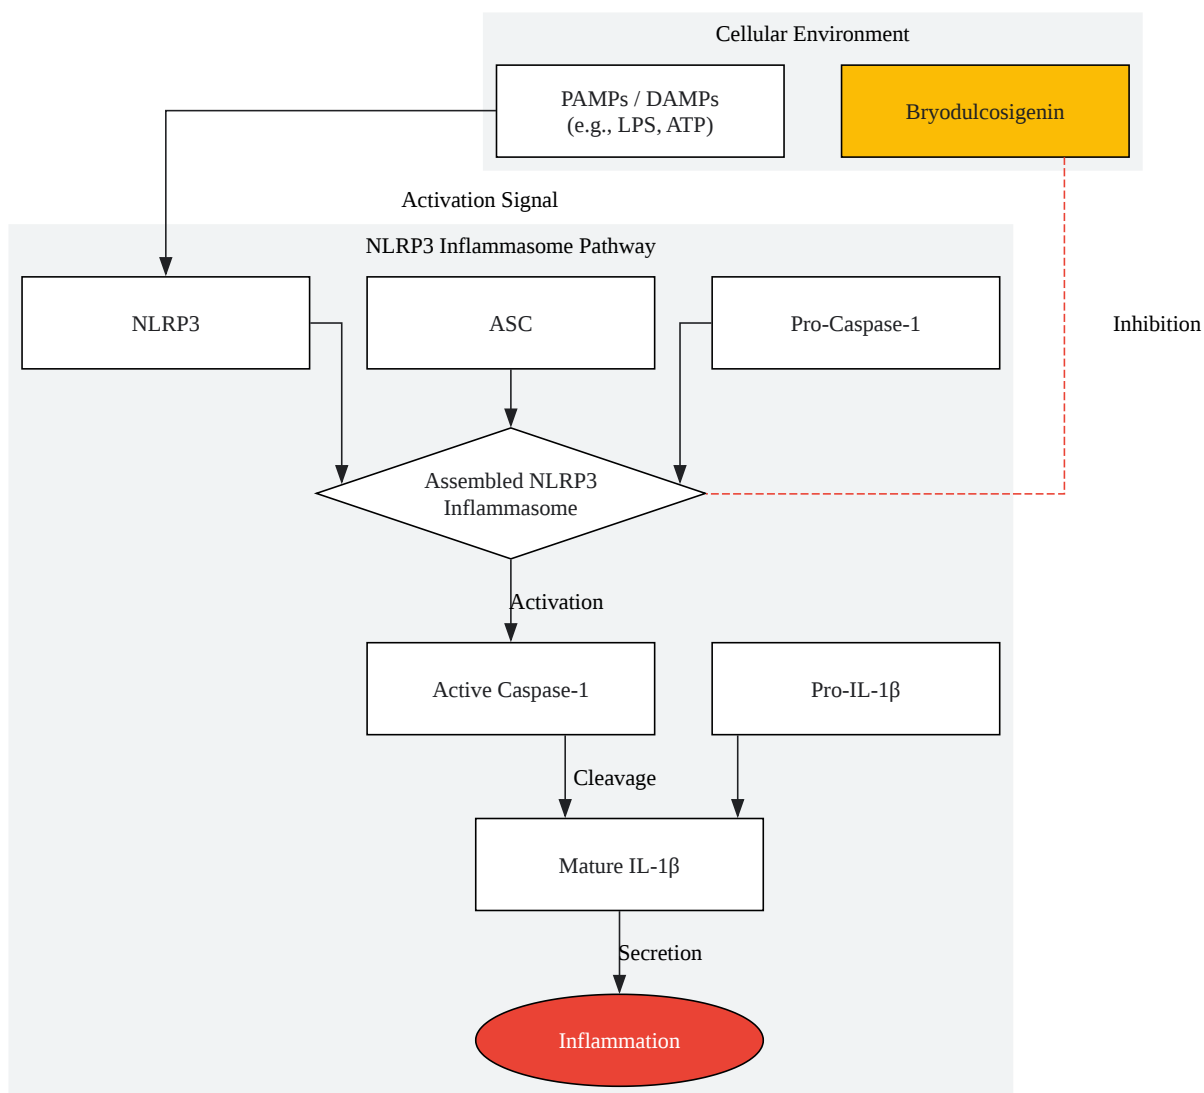 Cellular Environment
PAMPs / DAMPs
(e.g., LPS, ATP)
Bryodulcosigenin
Activation Signal
NLRP3 Inflammasome Pathway
NLRP3
ASC
Pro-Caspase-1
Inhibition
Assembled NLRP3
Inflammasome
Activation
Active Caspase-1
Pro-IL-1β
Cleavage
Mature IL-1β
Secretion
Inflammation